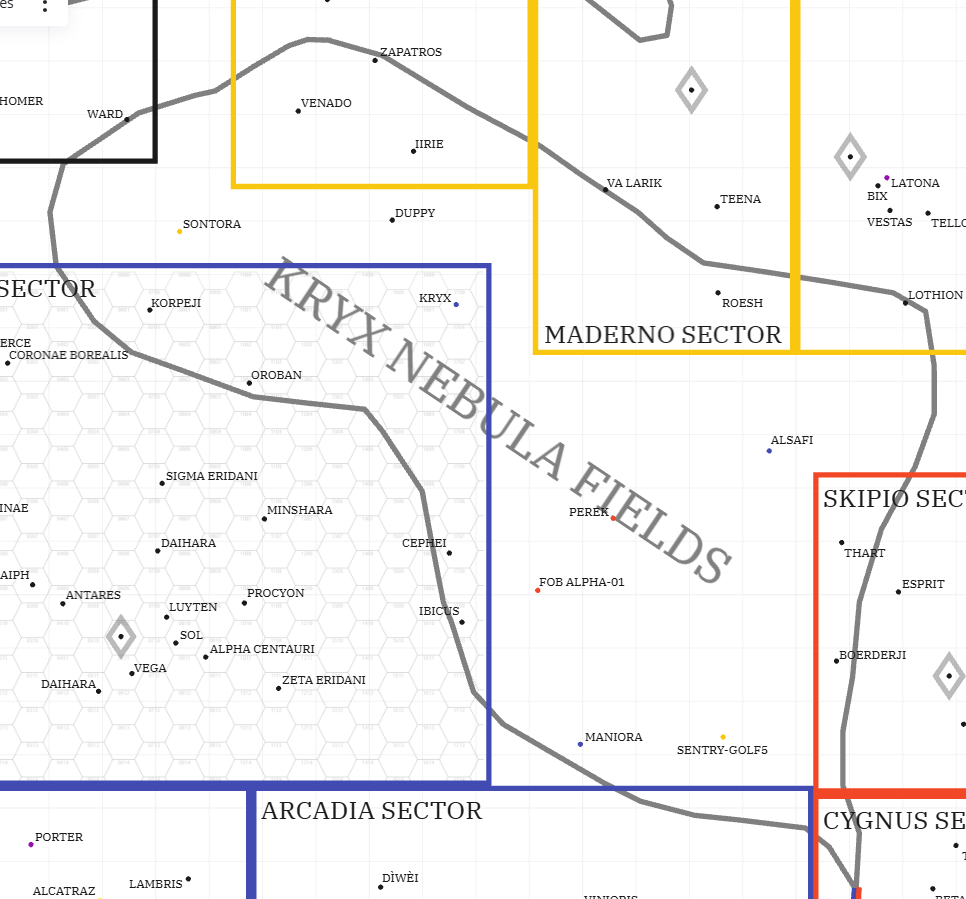 es
ZAPATROS
HOMER
VENADO
WARD
IIRIE
VA LARIK
LATONA
BIX
TEENA
DUPPY
VESTAS
SONTORA
KRYX NEBULA FIELDS
SECTOR
KRYX
LOTHION
KORPEJI
ROESH
MADERNO SECTOR
ERCE
CORONAE BOREALIS
OROBAN
ALSAFI
SIGMA ERIDANI
SKIPIO
INAE
MINSHARA
PEREK
DAIHARA
CEPHEI
THART
AIPH
FOB ALPHA-01
ESPRIT
ANTARES
PROCYON
LUYTEN
IBICUS
SOL
ALPHA CENTAURI
BOERDERJI
VEGA
DAIHARA
ZETA ERIDANI
MANIORA
SENTRY-GOLF5
ARCADIA SECTOR
CYGNUS SE
PORTER
DÌWÈI
LAMBRIS
ALCATRAZ